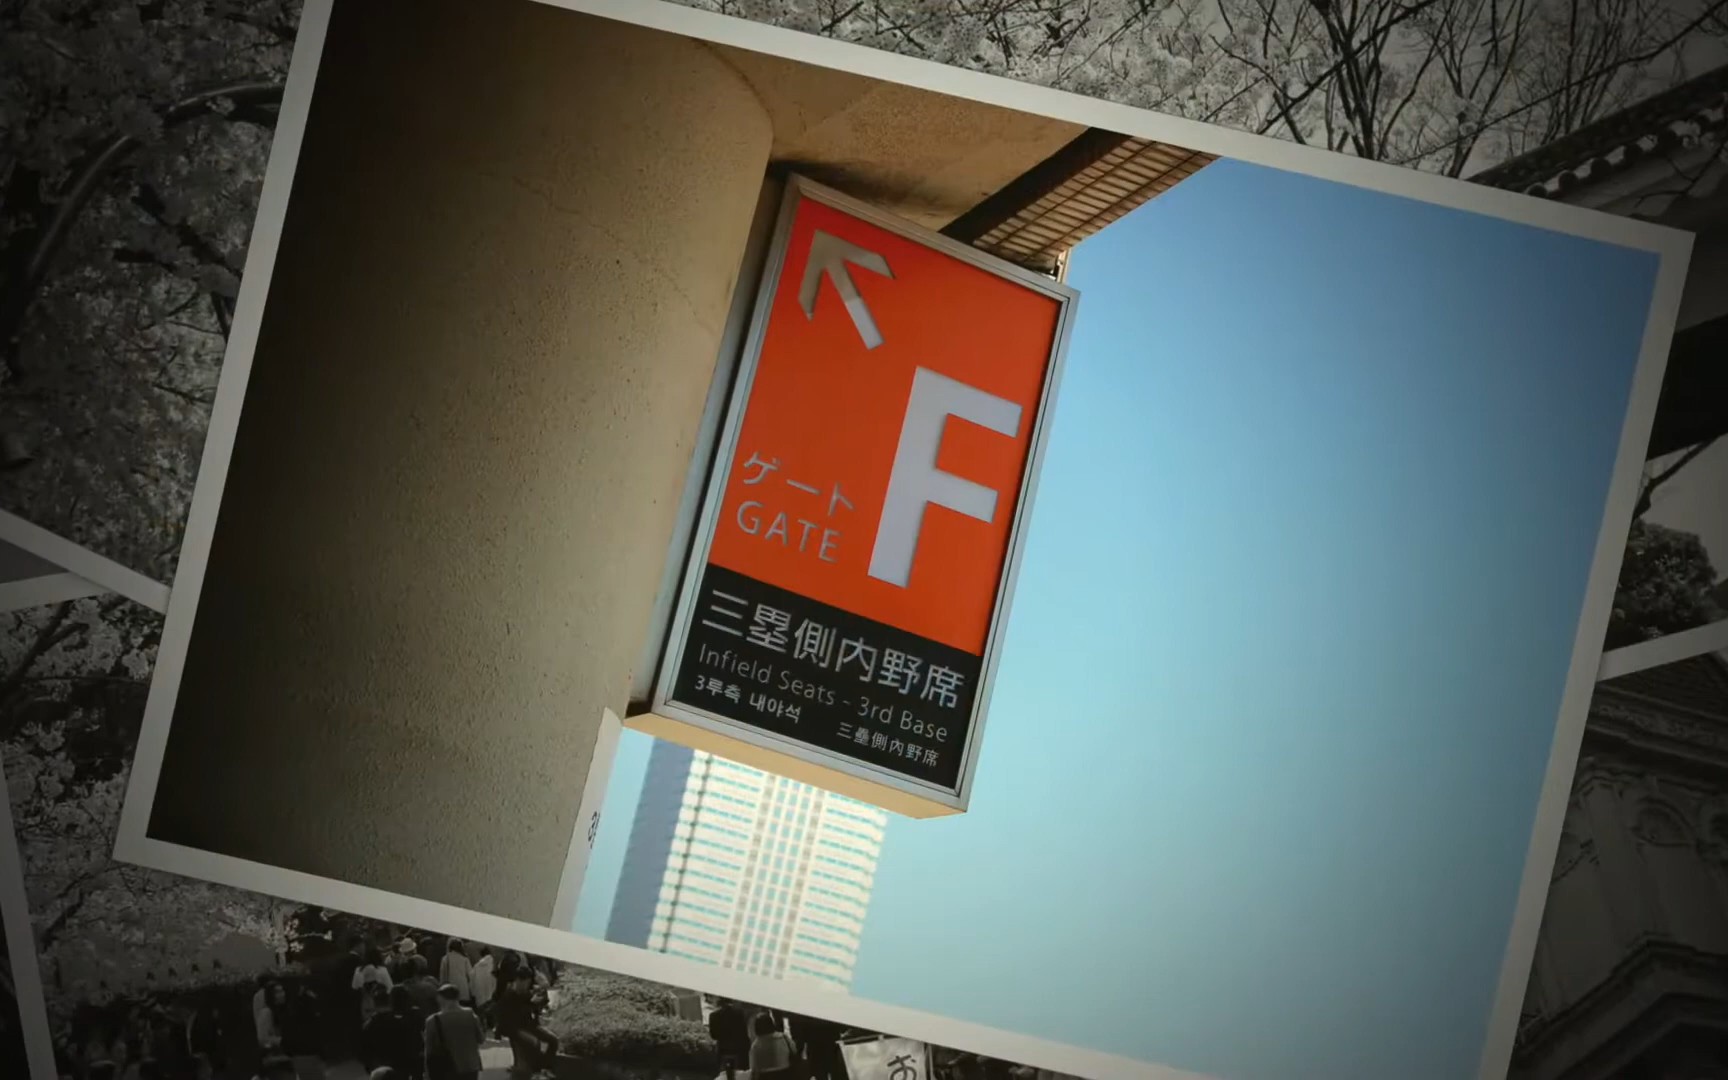 F
ゲート
GATE
三塁側内野席
Infield Seats - 3rd Base
3루측 내야석
三壘側內野席
お